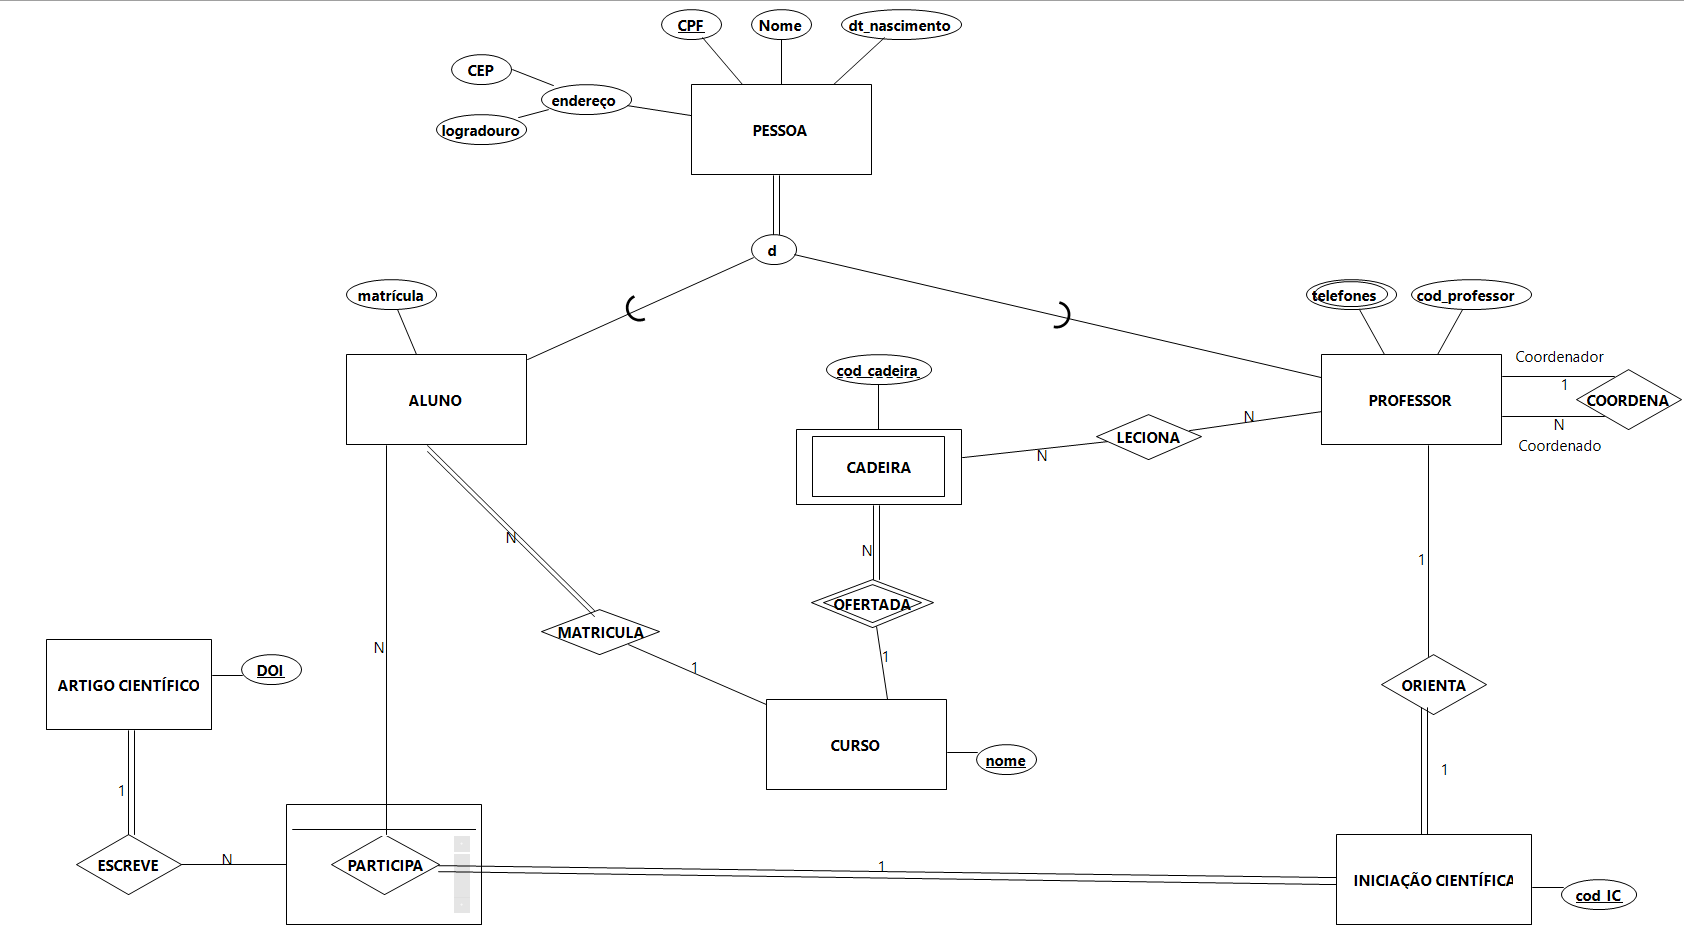 CPF
Nome
dt_nascimento
CEP
endereço
logradouro
PESSOA
d
matrícula
telefones
cod_professor
Coordenador
cod_cadeira
1
ALUNO
PROFESSOR
COORDENA
N
N
LECIONA
Coordenado
N
CADEIRA
N
N
1
OFERTADA
MATRICULA
N
1
1
ARTIGO CIENTÍFICO
DOI
ORIENTA
CURSO
nome
1
1
ESCREVE
N
PARTICIPA
1
INICIAÇÃO CIENTÍFICA
cod_IC